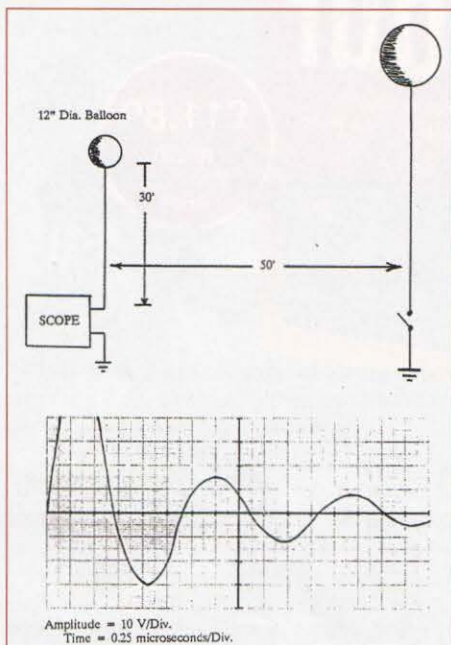 12" Dia. Balloon
30'
50'
SCOPE
Amplitude = 10 V/Div.
Time = 0.25 microseconds/Div.